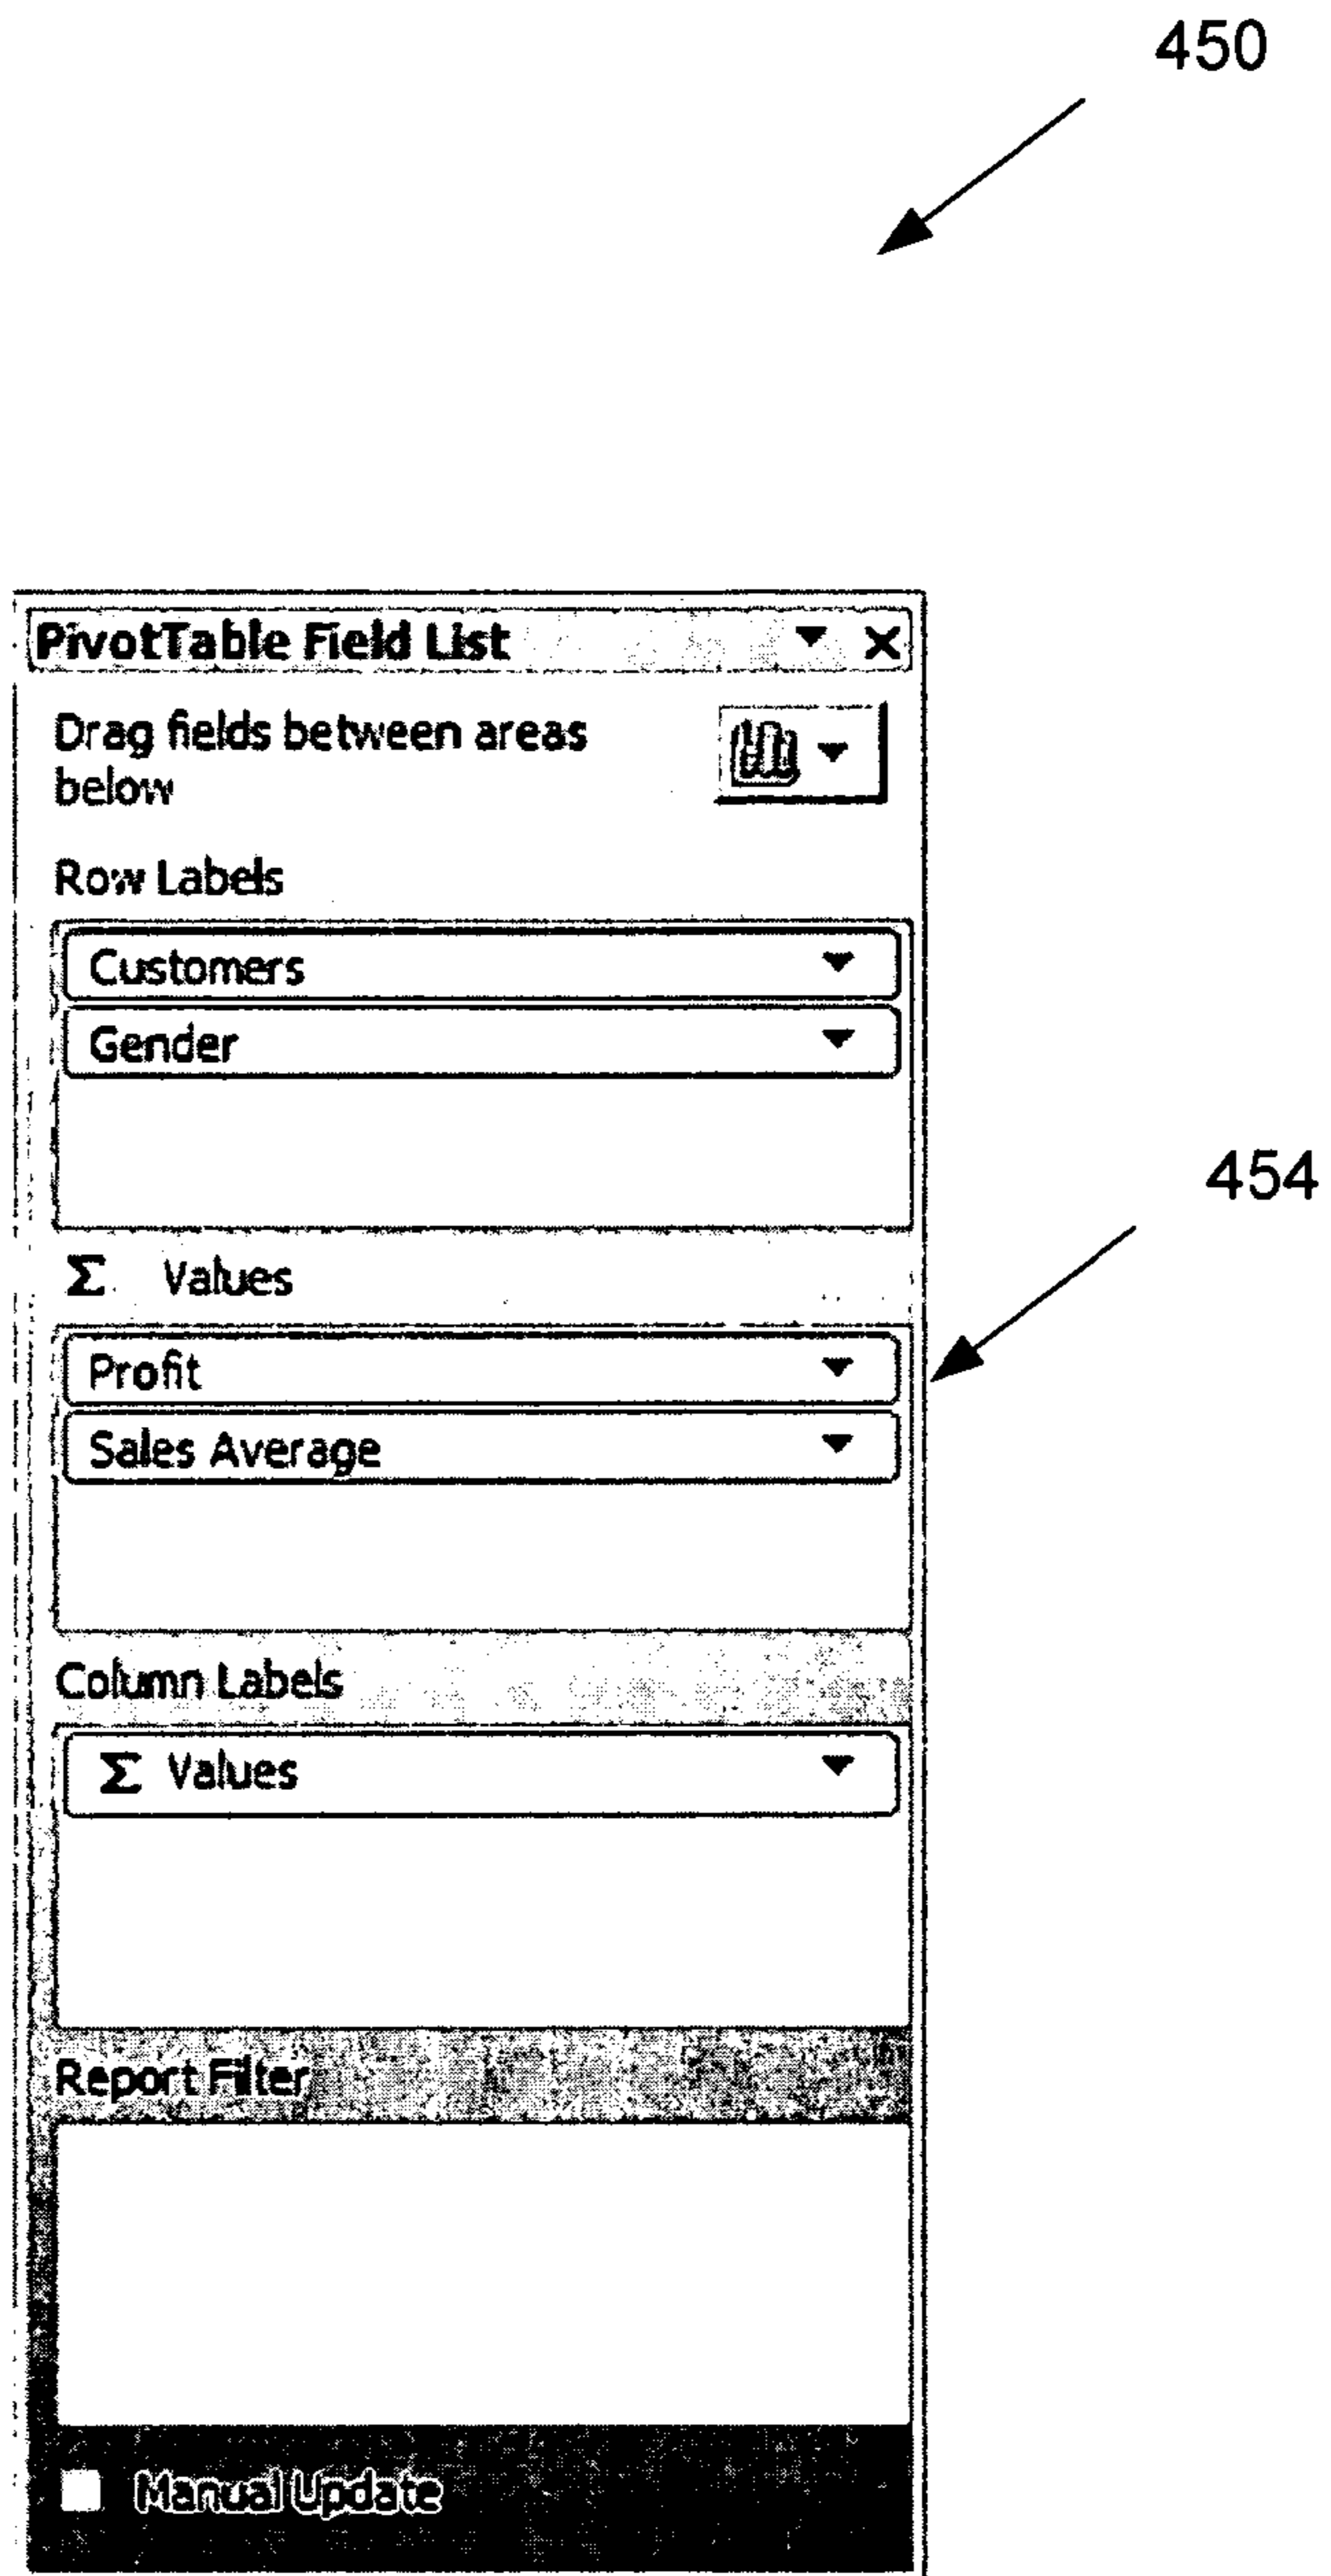 450
PivotTable Field List
Drag fields between areas
below
Row Labels
Customers
Gender
454
Σ Values
Profit
Sales Average
Column Labels
Σ Values
Report Filter
Manual Update